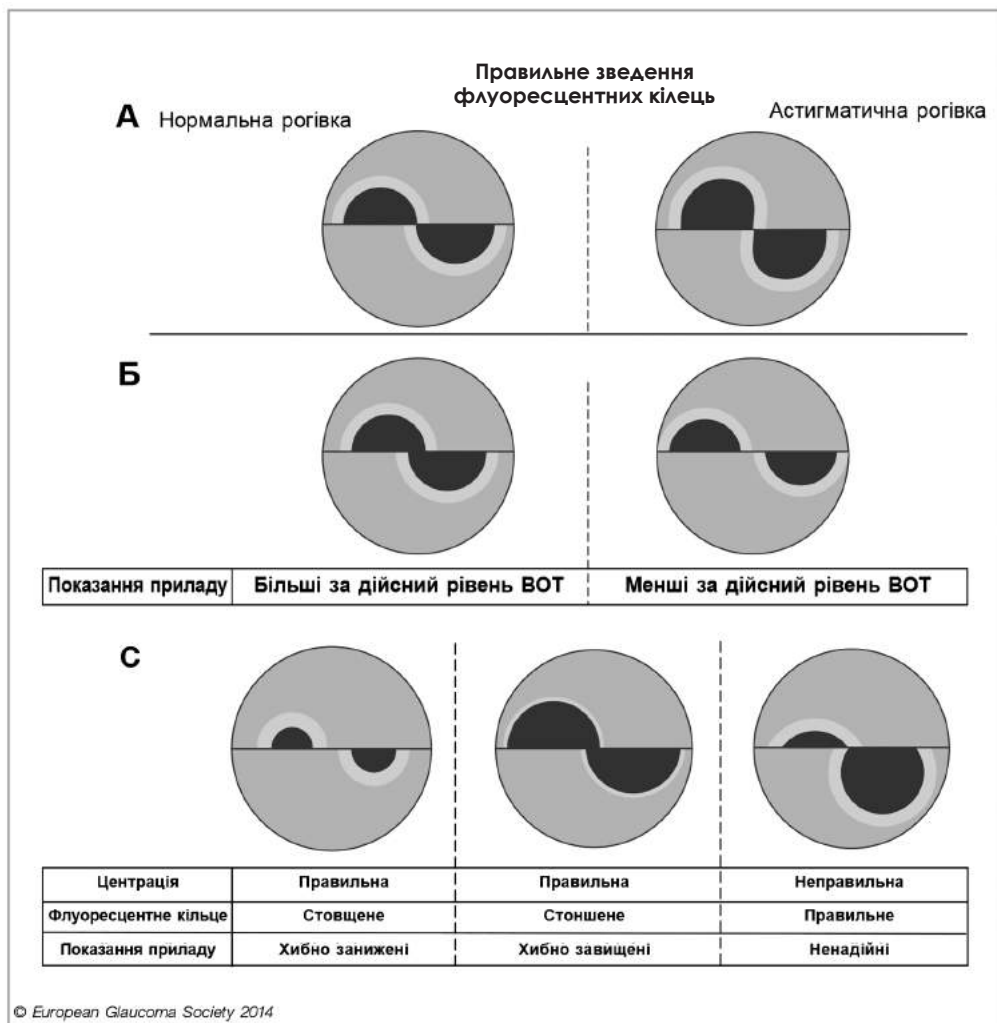 Правильне зведення
флуоресцентних кілець
А Нормальна рогівка Астигматична рогівка
Б
Показання приладу Більші за дійсний рівень ВОТ Менші за дійсний рівень ВОТ
С
Центрація Правильна Правильна Неправильна
Флуоресцентне кільце Стовщене Стоншене Правильне
Показання приладу Хибно занижені Хибно завищені Ненадійні
© European Glaucoma Society 2014